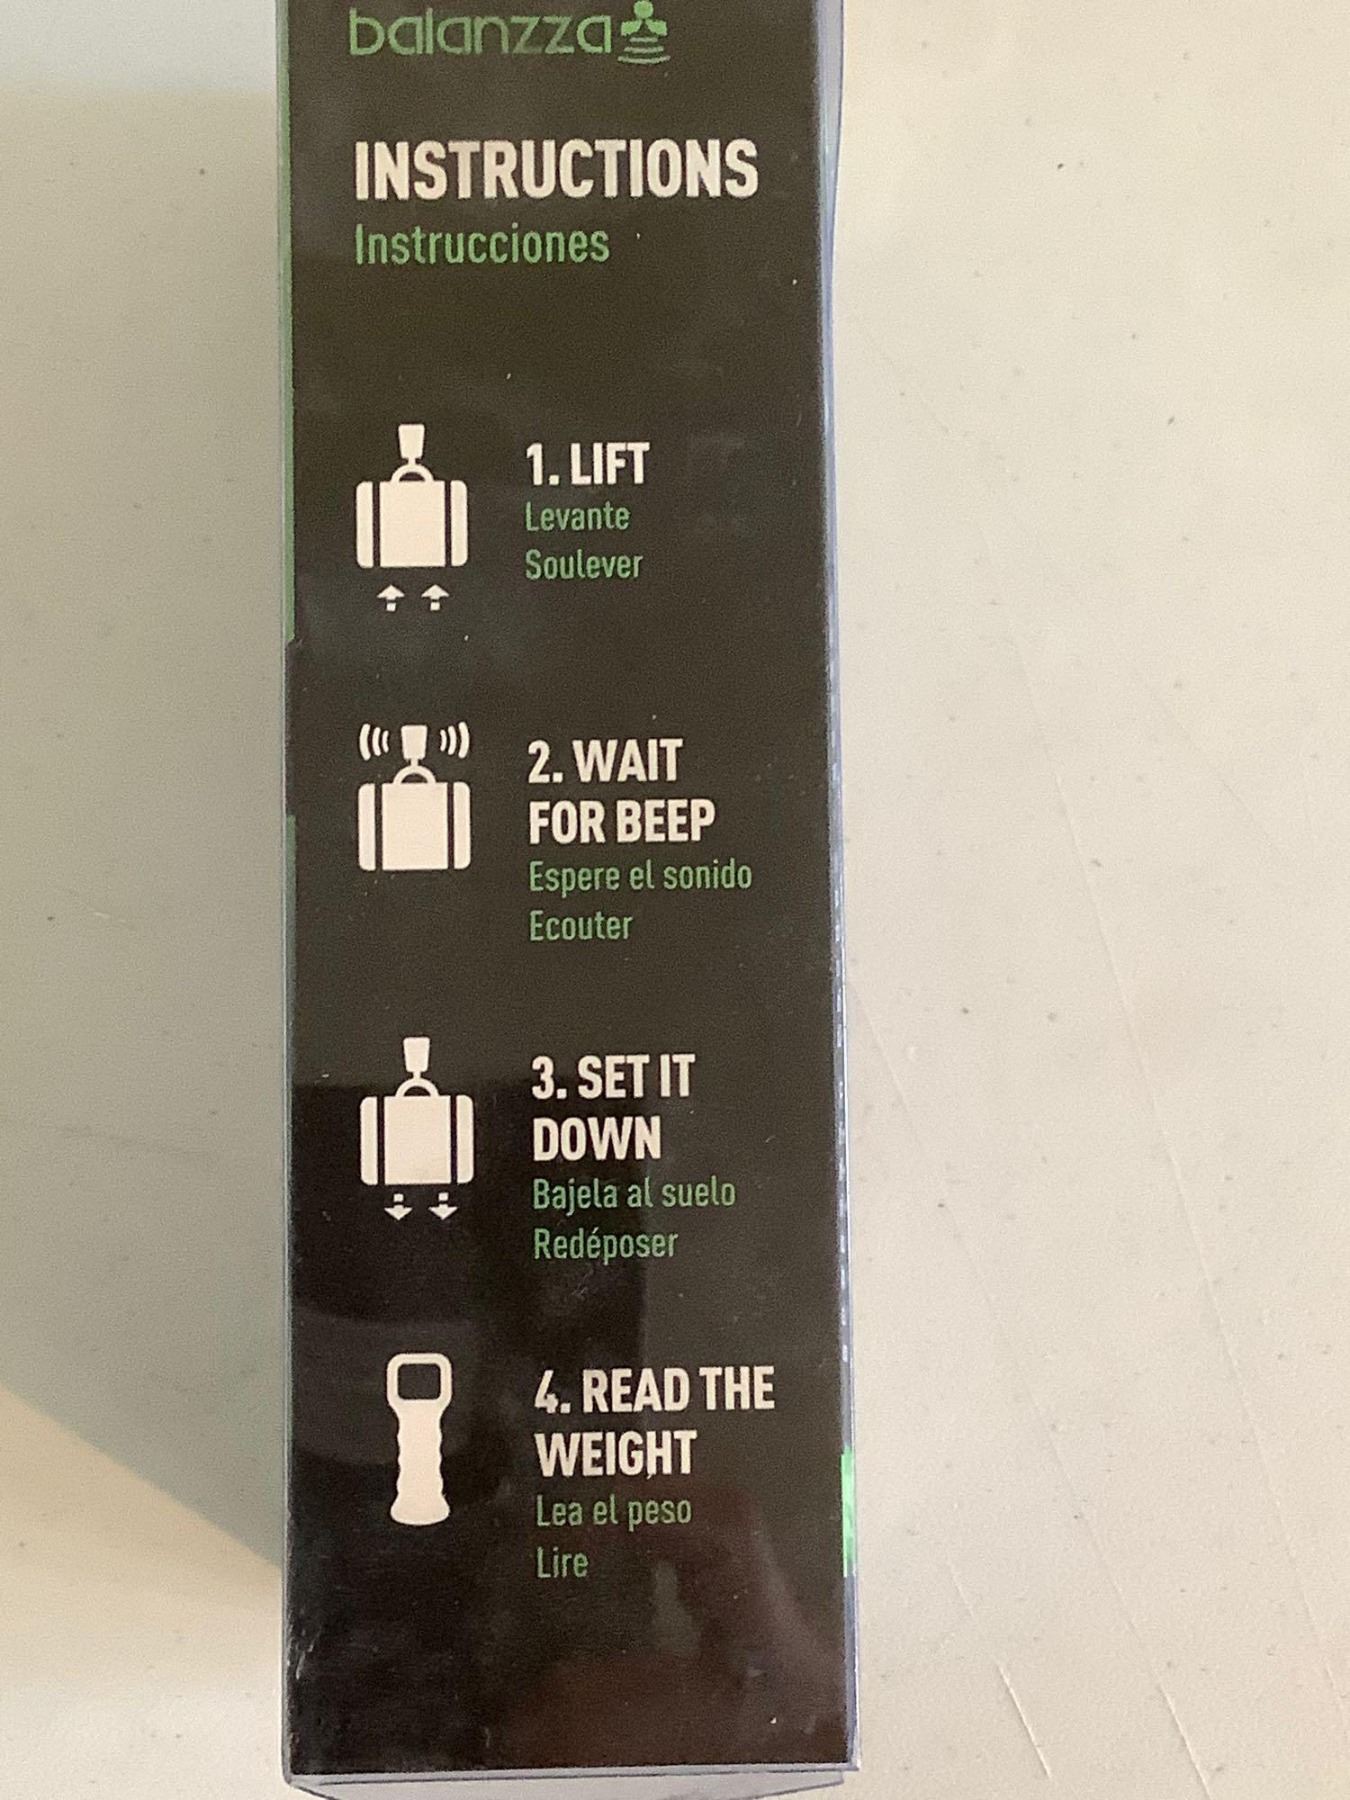 balanzza
INSTRUCTIONS
Instrucciones
1. LIFT
Levante
Soulever
2. WAIT
FOR BEEP
Espere el sonido
Ecouter
3. SET IT
DOWN
Bajela al suelo
Redéposer
4. READ THE
WEIGHT
Lea el peso
Lire